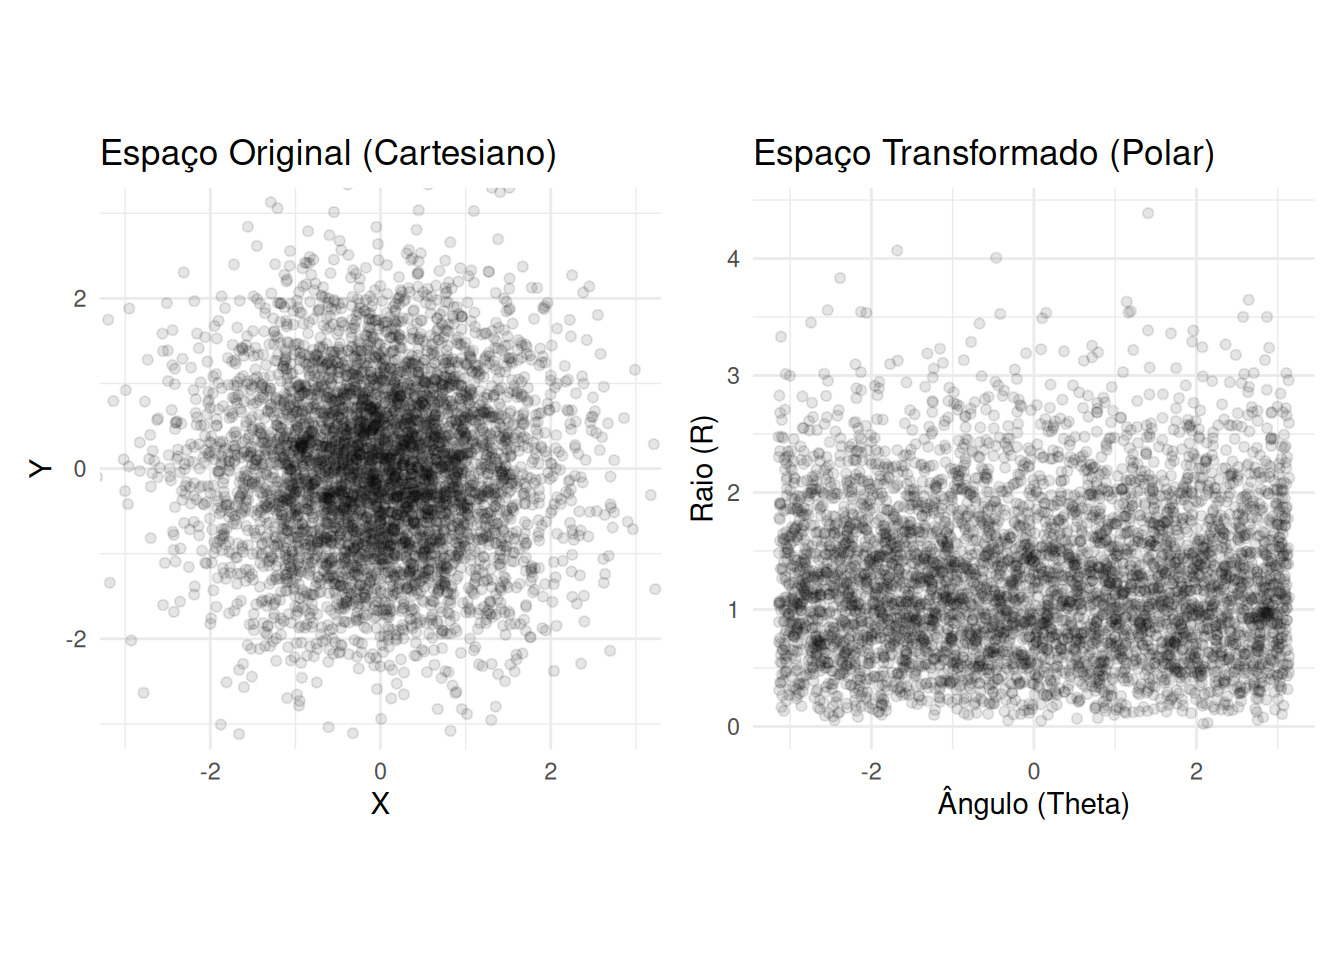 Espaço Original (Cartesiano)
Y
2
0
-2
-2 0 2
X
Espaço Transformado (Polar)
Raio (R)
4
3
2
1
0
-2 0 2
Ângulo (Theta)